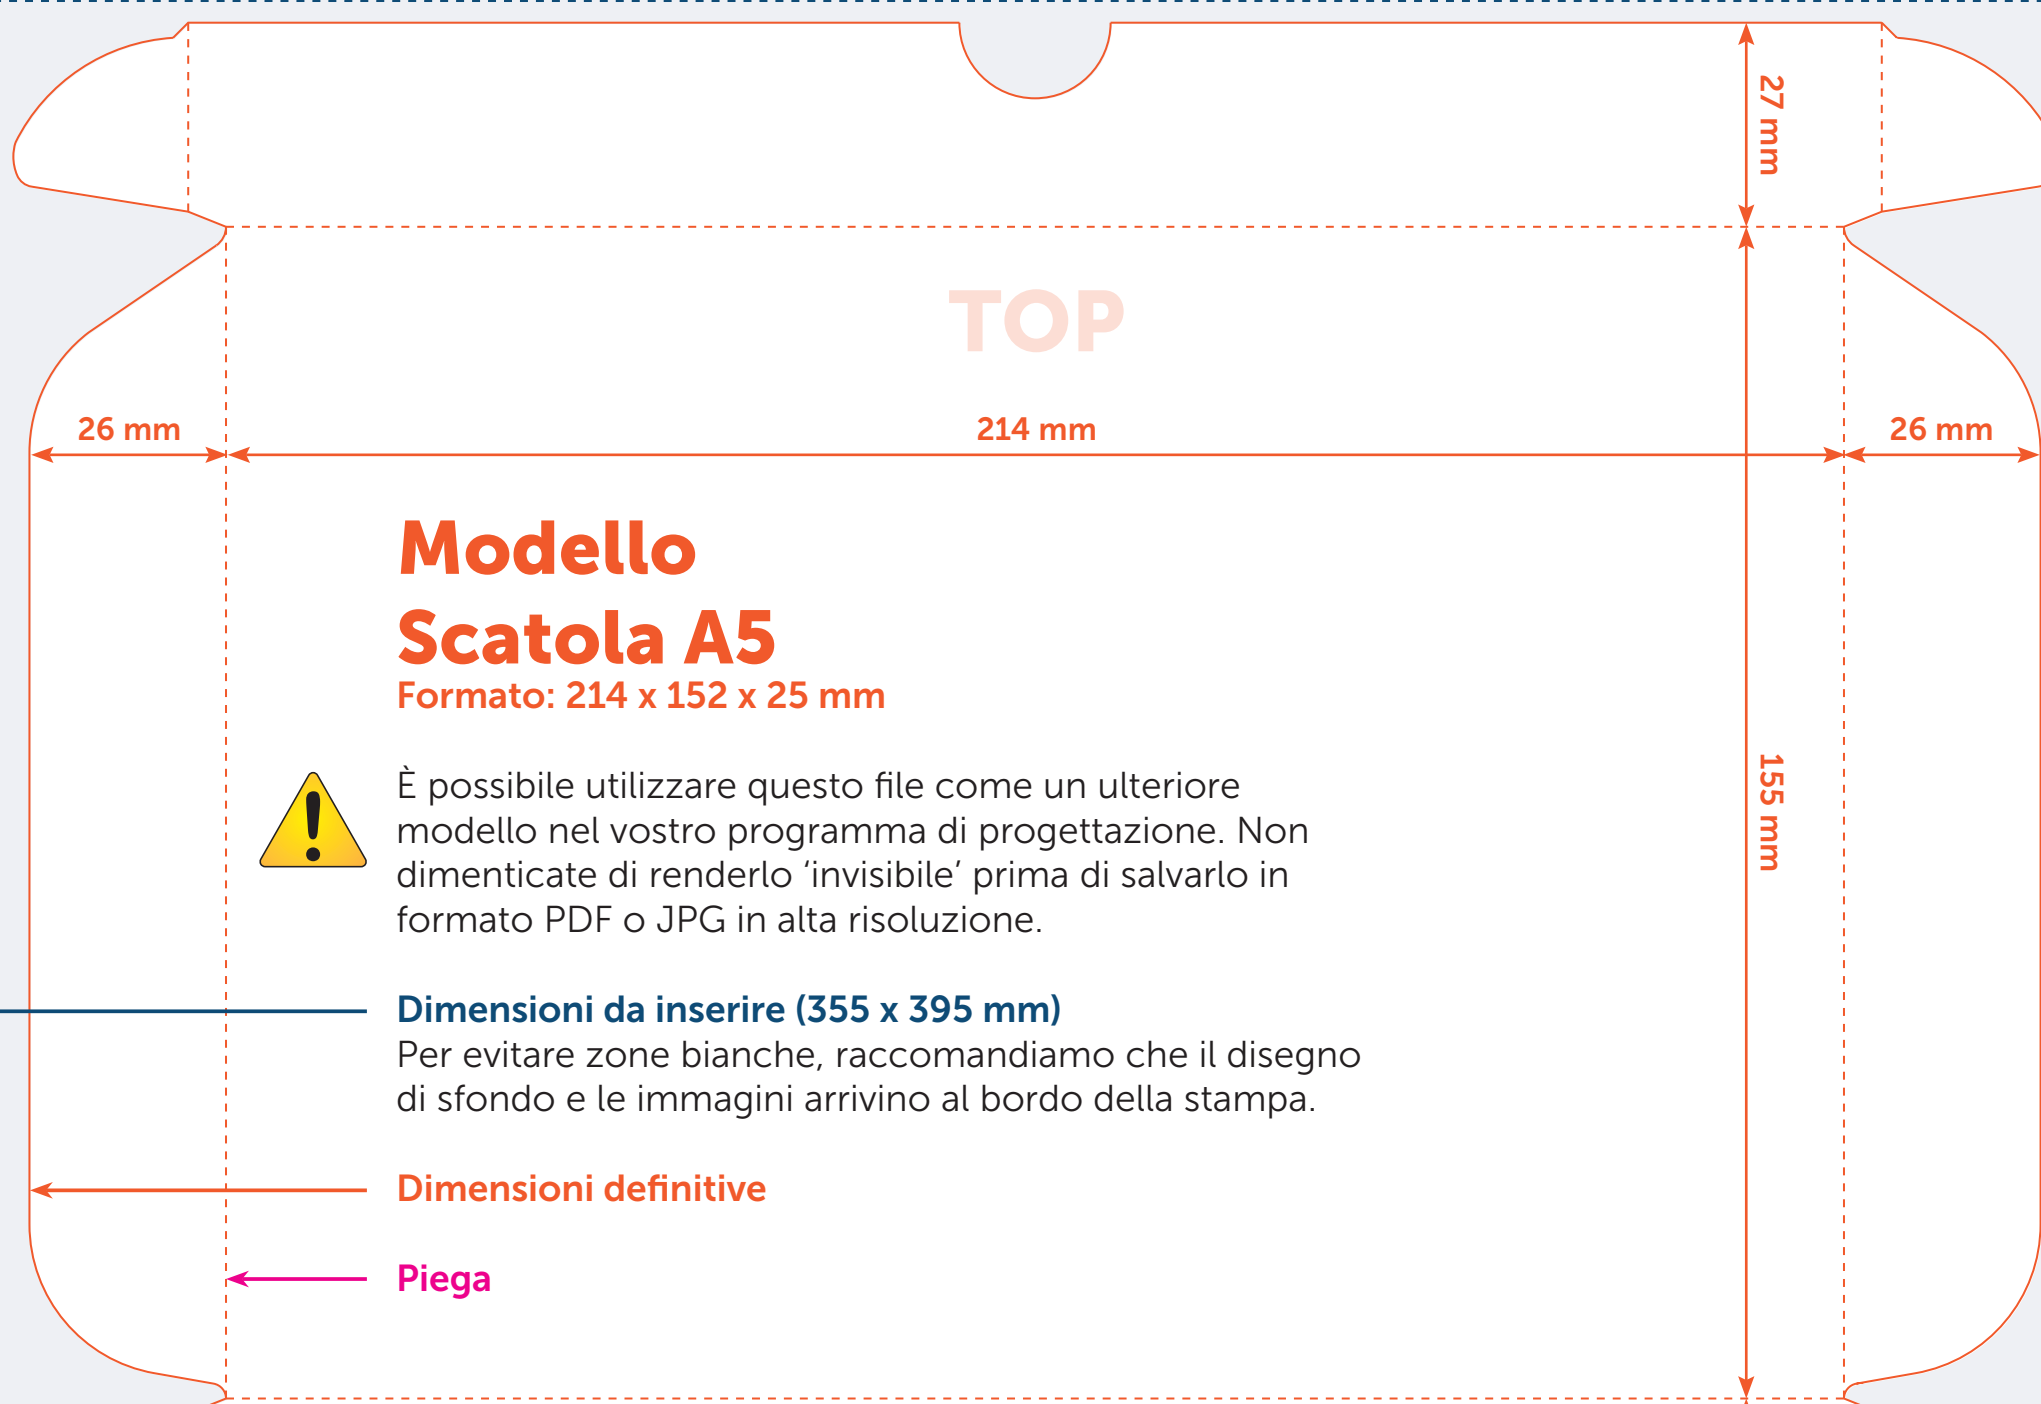 27 mm
TOP
26 mm
214 mm
26 mm
Modello
Scatola A5
Formato: 214 x 152 x 25 mm
È possibile utilizzare questo file come un ulteriore
modello nel vostro programma di progettazione. Non
dimenticate di renderlo ‘invisibile’ prima di salvarlo in
formato PDF o JPG in alta risoluzione.
155 mm
Dimensioni da inserire (355 x 395 mm)
Per evitare zone bianche, raccomandiamo che il disegno
di sfondo e le immagini arrivino al bordo della stampa.
Dimensioni definitive
Piega